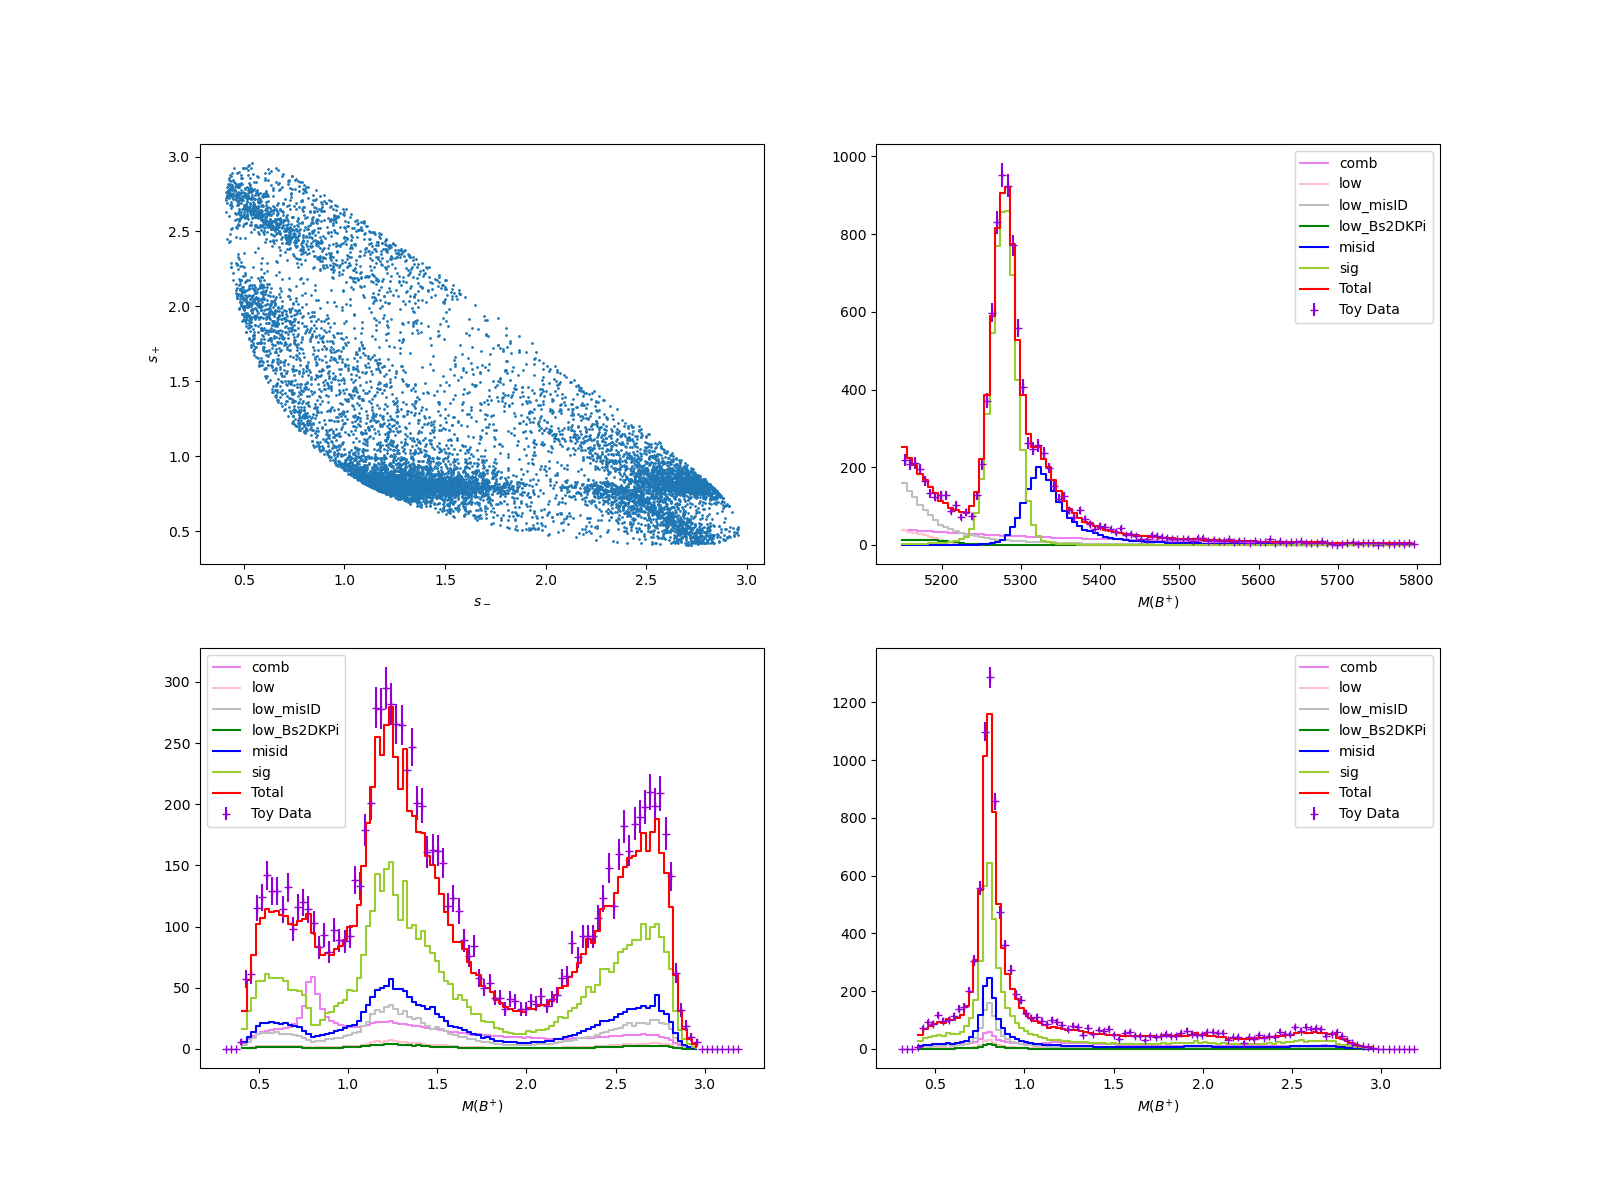 3.0
2.5
2.0
1.5
1.0
0.5
s+
0.5 1.0 1.5 2.0 2.5 3.0
s−
1000
800
600
400
200
0
comb
low
low_misID
low_Bs2DKPi
misid
sig
Total
Toy Data
5200 5300 5400 5500 5600 5700 5800
M(B+)
300
250
200
150
100
50
0
comb
low
low_misID
low_Bs2DKPi
misid
sig
Total
Toy Data
0.5 1.0 1.5 2.0 2.5 3.0
M(B+)
1200
1000
800
600
400
200
0
comb
low
low_misID
low_Bs2DKPi
misid
sig
Total
Toy Data
0.5 1.0 1.5 2.0 2.5 3.0
M(B+)